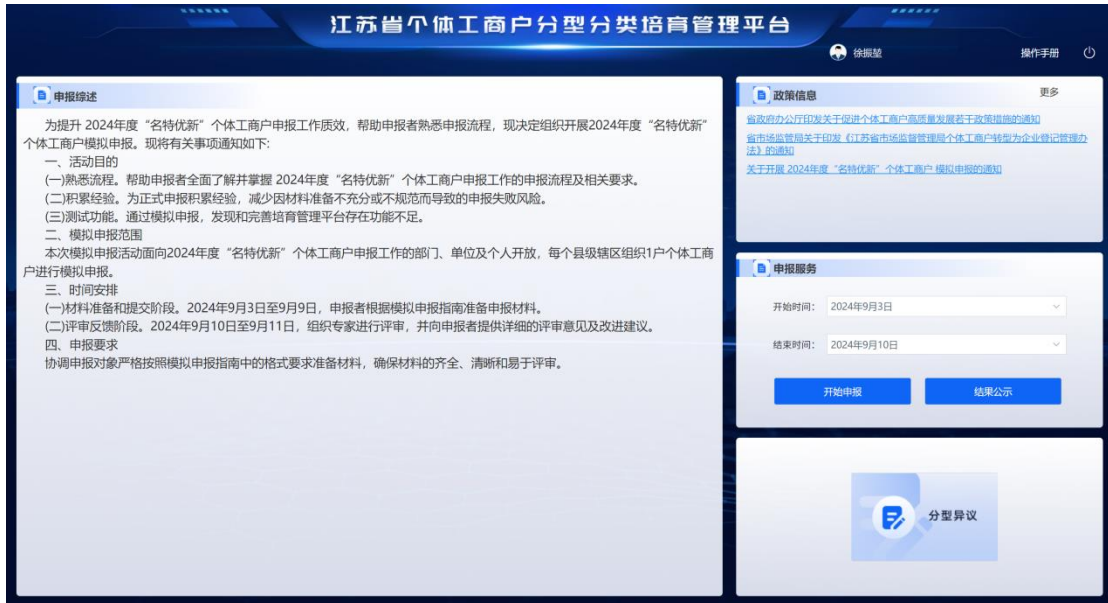 江苏省个体工商户分型分类培育管理平台
徐振堃
操作手册
申报综述
为提升 2024年度“名特优新”个体工商户申报工作质效，帮助申报者熟悉申报流程，现决定组织开展2024年度“名特优新”
个体工商户模拟申报。现将有关事项通知如下:
一、活动目的
(一)熟悉流程。帮助申报者全面了解并掌握 2024年度“名特优新”个体工商户申报工作的申报流程及相关要求。
(二)积累经验。为正式申报积累经验，减少因材料准备不充分或不规范而导致的申报失败风险。
(三)测试功能。通过模拟申报，发现和完善培育管理平台存在功能不足。
二、模拟申报范围
本次模拟申报活动面向2024年度“名特优新”个体工商户申报工作的部门、单位及个人开放，每个县级辖区组织1户个体工商
户进行模拟申报。
三、时间安排
(一)材料准备和提交阶段。2024年9月3日至9月9日，申报者根据模拟申报指南准备申报材料。
(二)评审反馈阶段。2024年9月10日至9月11日，组织专家进行评审，并向申报者提供详细的评审意见及改进建议。
四、申报要求
协调申报对象严格按照模拟申报指南中的格式要求准备材料，确保材料的齐全、清晰和易于评审。
政策信息
更多
省政府办公厅印发关于促进个体工商户高质量发展若干政策措施的通知
省市场监管局关于印发《江苏省市场监督管理局个体工商户转型为企业登记管理办
法》的通知
关于开展 2024年度“名特优新”个体工商户 模拟申报的通知
申报服务
开始时间： 2024年9月3日
结束时间： 2024年9月10日
开始申报
结果公示
分型异议